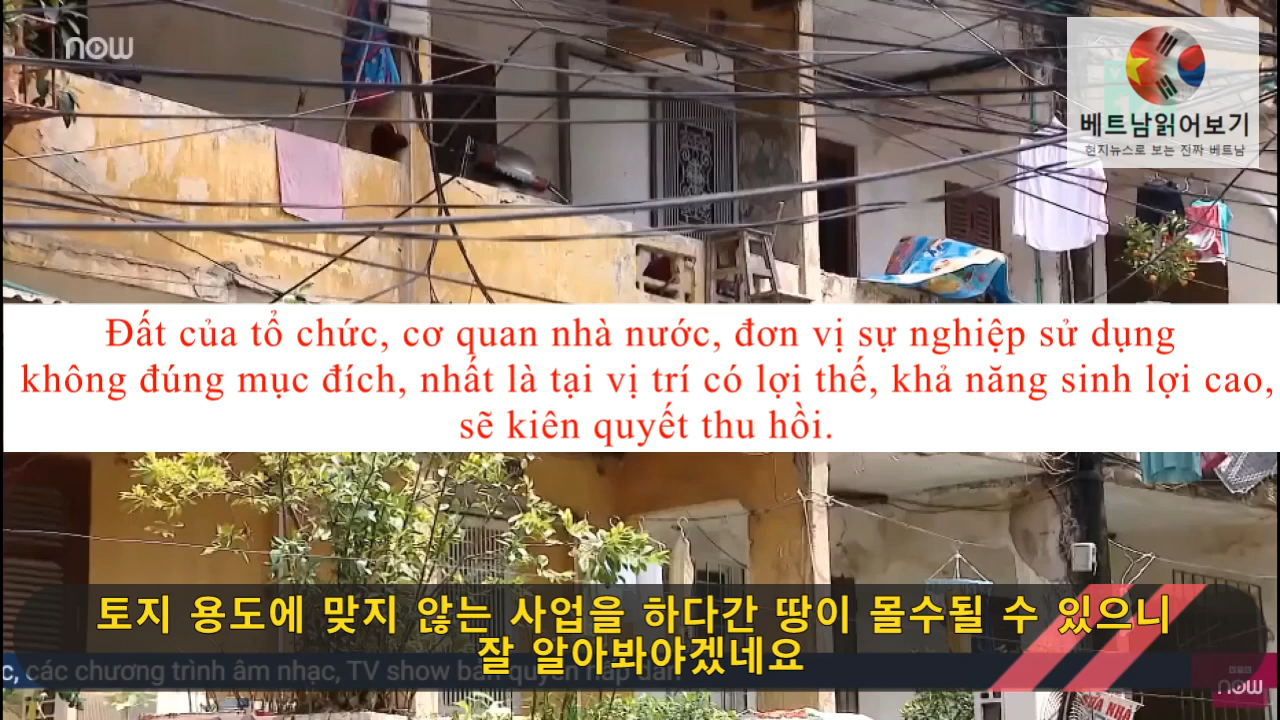 now
베트남읽어보기
현지뉴스로 보는 진짜 베트남
Đất của tổ chức, cơ quan nhà nước, đơn vị sự nghiệp sử dụng
không đúng mục đích, nhất là tại vị trí có lợi thế, khả năng sinh lợi cao,
sẽ kiên quyết thu hồi.
토지 용도에 맞지 않는 사업을 하다간 땅이 몰수될 수 있으니
잘 알아봐야겠네요
c, các chương trình âm nhạc, TV show bản quyền hấp dẫn
now
SỬA NHÀ